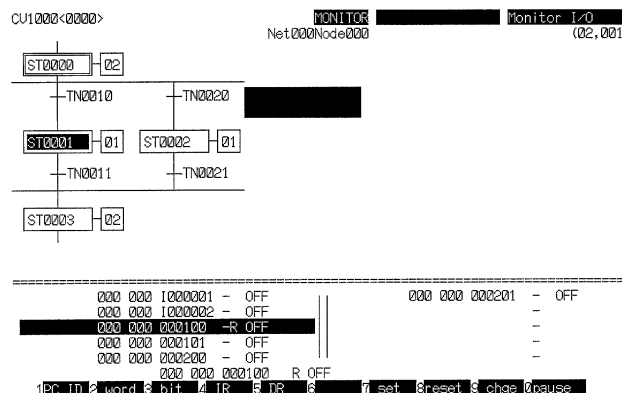 CV1000<0000> MONITOR Monitor I/O
Net000Node000 (02,001
ST0000 02
TN0010 TN0020
ST0001 01 ST0002 01
TN0011 TN0021
ST0003 02
000 000 I000001 - OFF 000 000 000201 - OFF
000 000 I000002 - OFF -
000 000 000100 -R OFF -
000 000 000101 - OFF -
000 000 000200 - OFF -
000 000 000100 R OFF
1PC ID 2 word 3 bit 4 IR 5 DR 6 7 set 8reset 9 chge 0pause